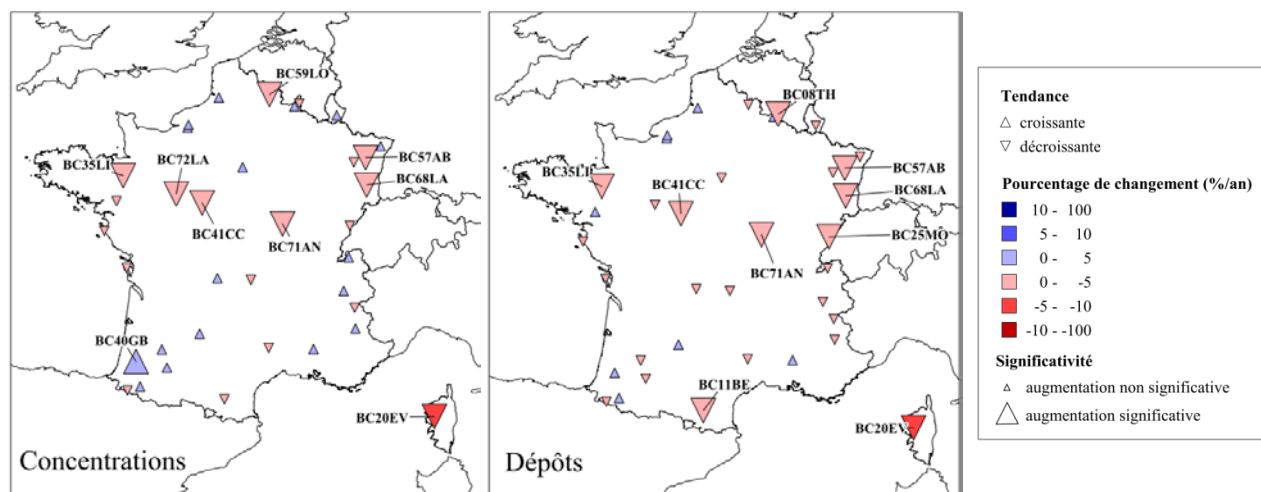 BC59LO
BC35LI
BC72LA
BC57AB
BC68LA
BC41CC
BC71AN
BC40GB
BC20EV
Concentrations
BC08TH
BC57AB
BC35LI
BC41CC
BC68LA
BC25MO
BC71AN
BC11BE
BC20EV
Dépôts
Tendance
croissante
décroissante
Pourcentage de changement (%/an)
10 - 100
5 - 10
0 - 5
0 - -5
-5 - -10
-10 - -100
Significativité
augmentation non significative
augmentation significative